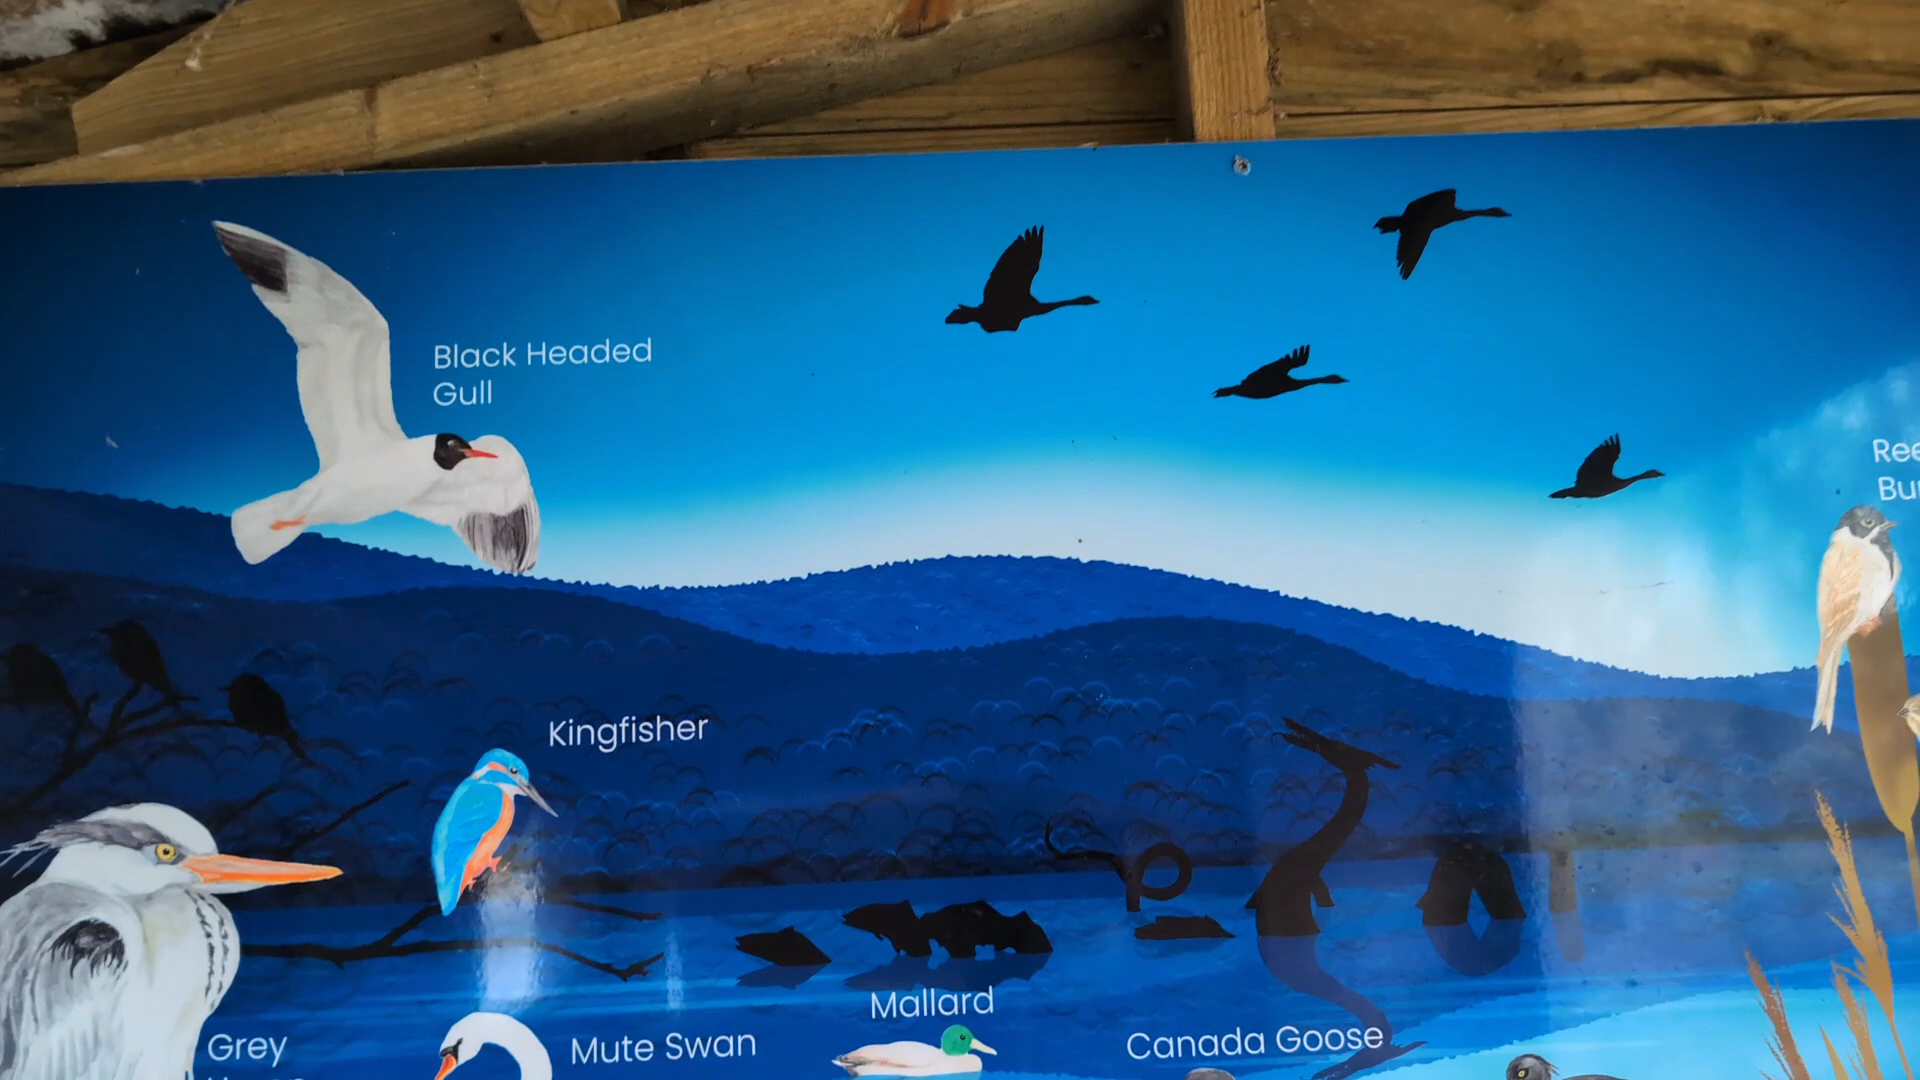 Black Headed
Gull
Kingfisher
Mallard
Grey
Mute Swan
Canada Goose